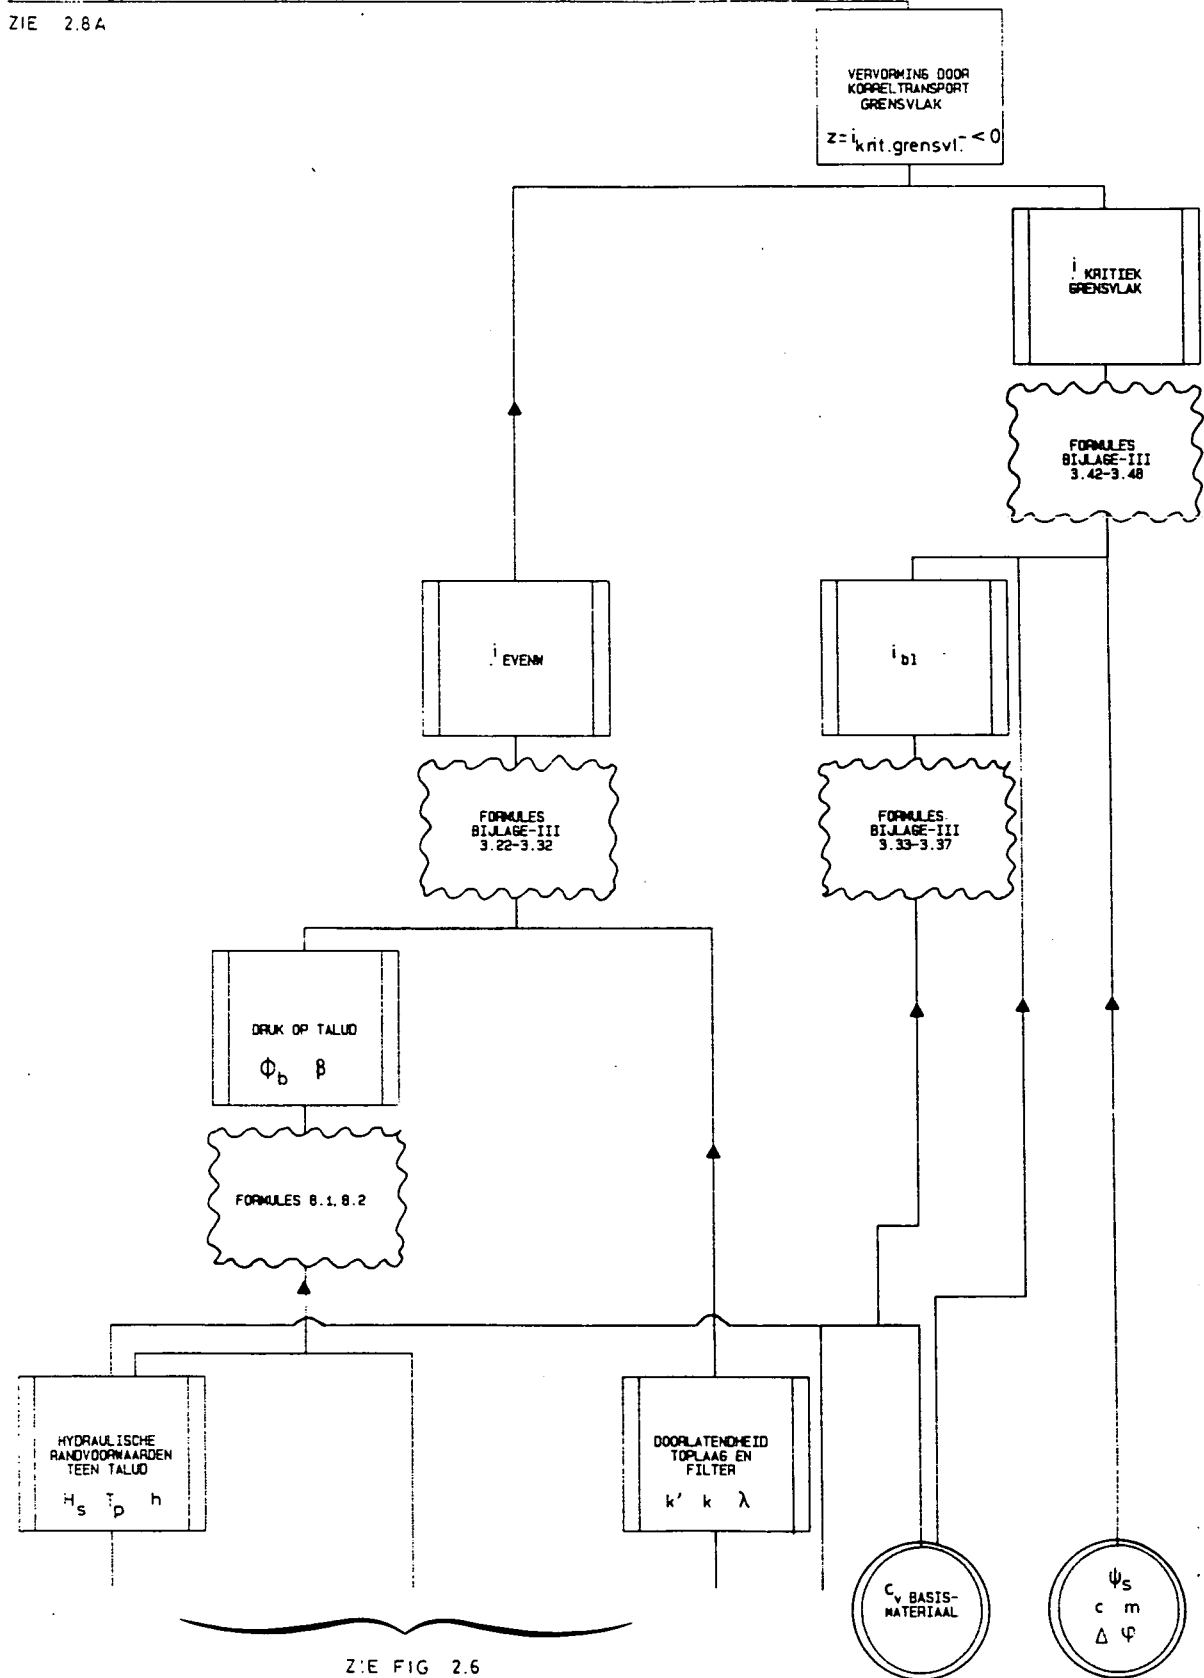 ZIE 2.8A
VERVORMING DOOR
KORRELTRANSPORT
GRENSVLAK
z=i krit.grensvl.-<0
i KRITIEK
GRENSVLAK
FORMULES
BIJLAGE-III
3.42-3.48
i EVENW
i b1
FORMULES
BIJLAGE-III
3.22-3.32
FORMULES
BIJLAGE-III
3.33-3.37
DRUK OP TALUD
Φb β
FORMULES 8.1, 8.2
HYDRAULISCHE
RANDVOORWAARDEN
TEEN TALUD
Hs Tp h
DOORLATENDHEID
TOPLAAG EN
FILTER
k' k λ
cv BASIS-
MATERIAAL
ψs
c m
Δ φ
ZIE FIG 2.6